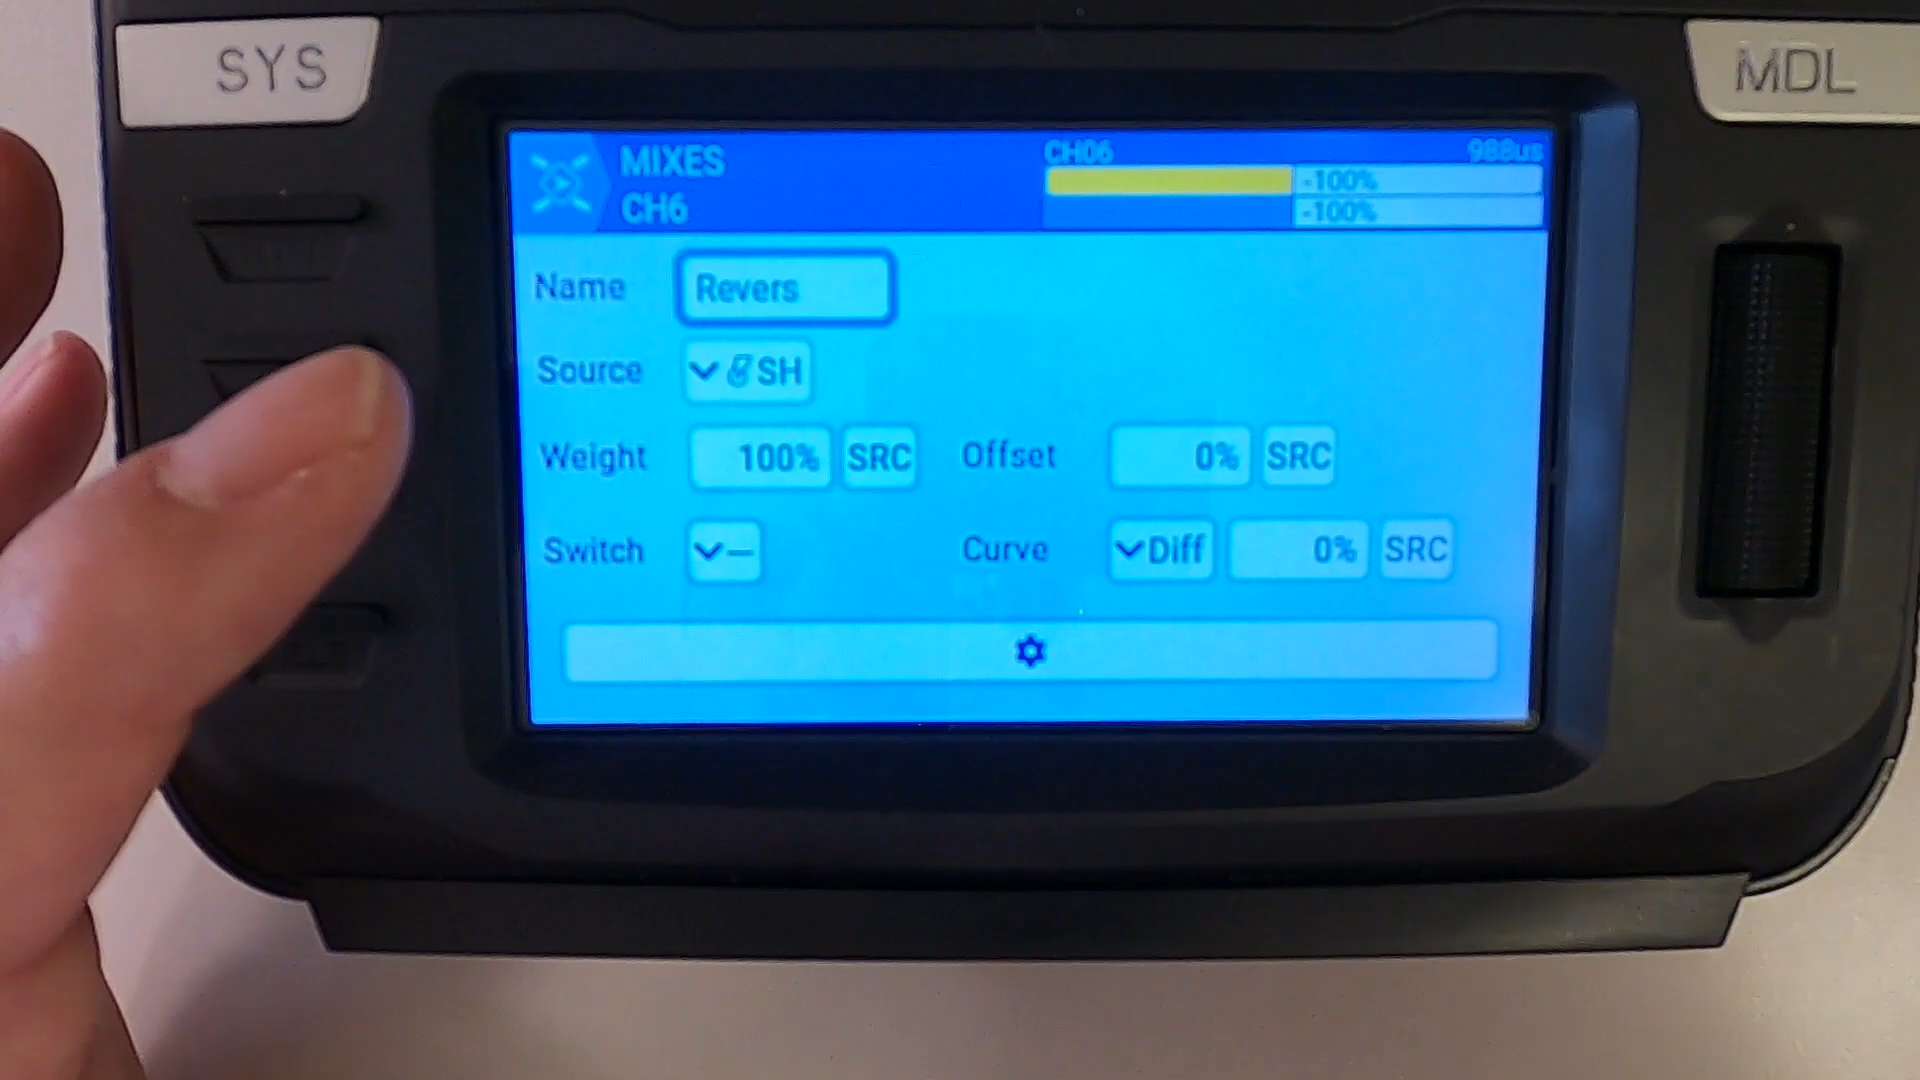 SYS
MDL
MIXES
CH6
CH06 988us
-100%
-100%
Name Revers
Source SH
Weight 100% SRC Offset 0% SRC
Switch — Curve Diff 0% SRC